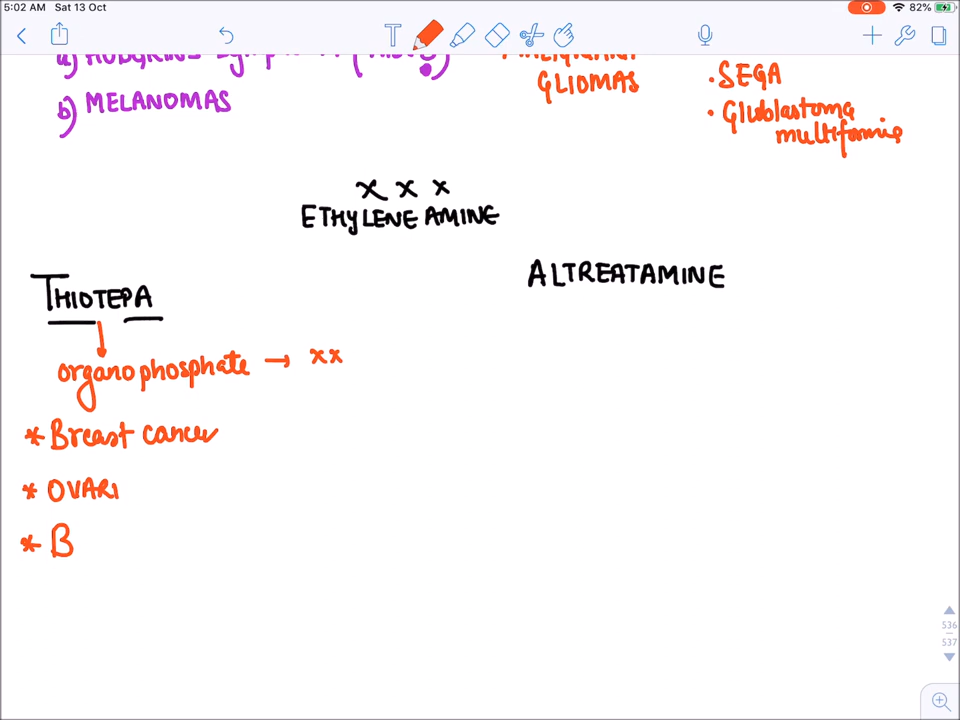 5:02 AM Sat 13 Oct
82%
b) MELANOMAS
GLIOMAS
• SEGA
• Glioblastoma
multiformis
x x x
ETHYLENE AMINE
THIOTEPA
ALTREATAMINE
organophosphate → xx
* Breast cancer
* OVARI
* B
536
537